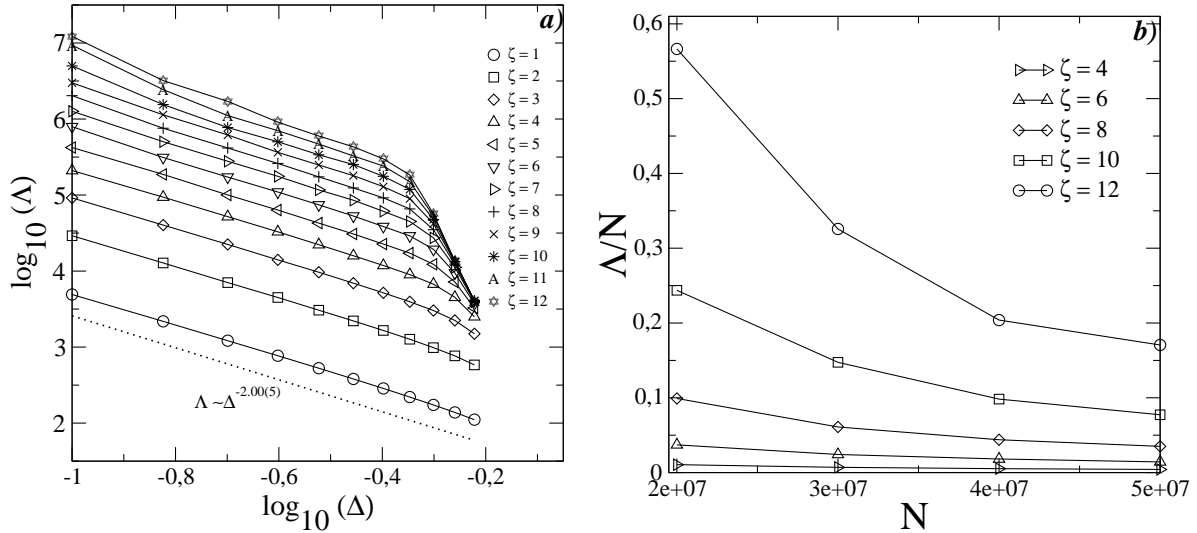 a)
log10(Λ)
7
6
5
4
3
2
-1
-0,8
-0,6
-0,4
-0,2
log10(Δ)
ζ = 1
ζ = 2
ζ = 3
ζ = 4
ζ = 5
ζ = 6
ζ = 7
ζ = 8
ζ = 9
ζ = 10
A ζ = 11
ζ = 12
Λ ~ Δ^-2.00(5)
b)
Λ/N
0,6
0,5
0,4
0,3
0,2
0,1
0
2e+07
3e+07
4e+07
5e+07
N
ζ = 4
ζ = 6
ζ = 8
ζ = 10
ζ = 12